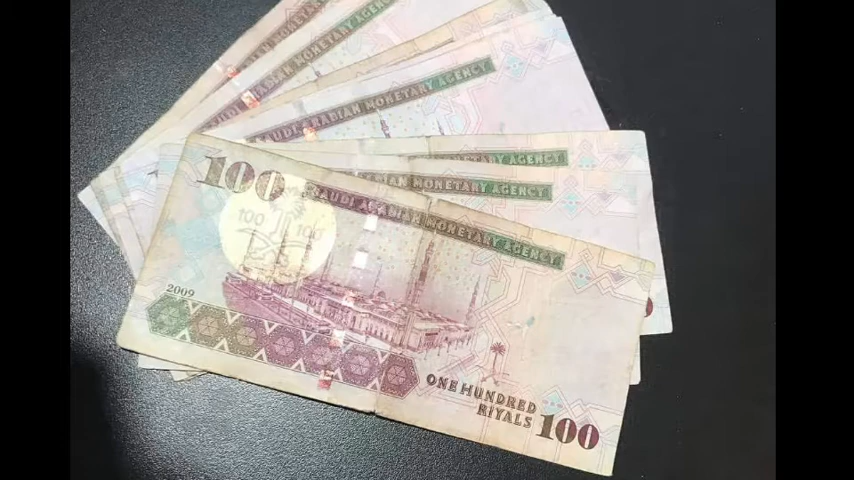 SAUDI ARABIAN MONETARY AGENCY
SAUDI ARABIAN MONETARY AGENCY
MONETARY AGENCY
MONETARY AGENCY
100
SAUDI ARABIAN MONETARY AGENCY
100
100
2009
ONE HUNDRED
RIYALS
100